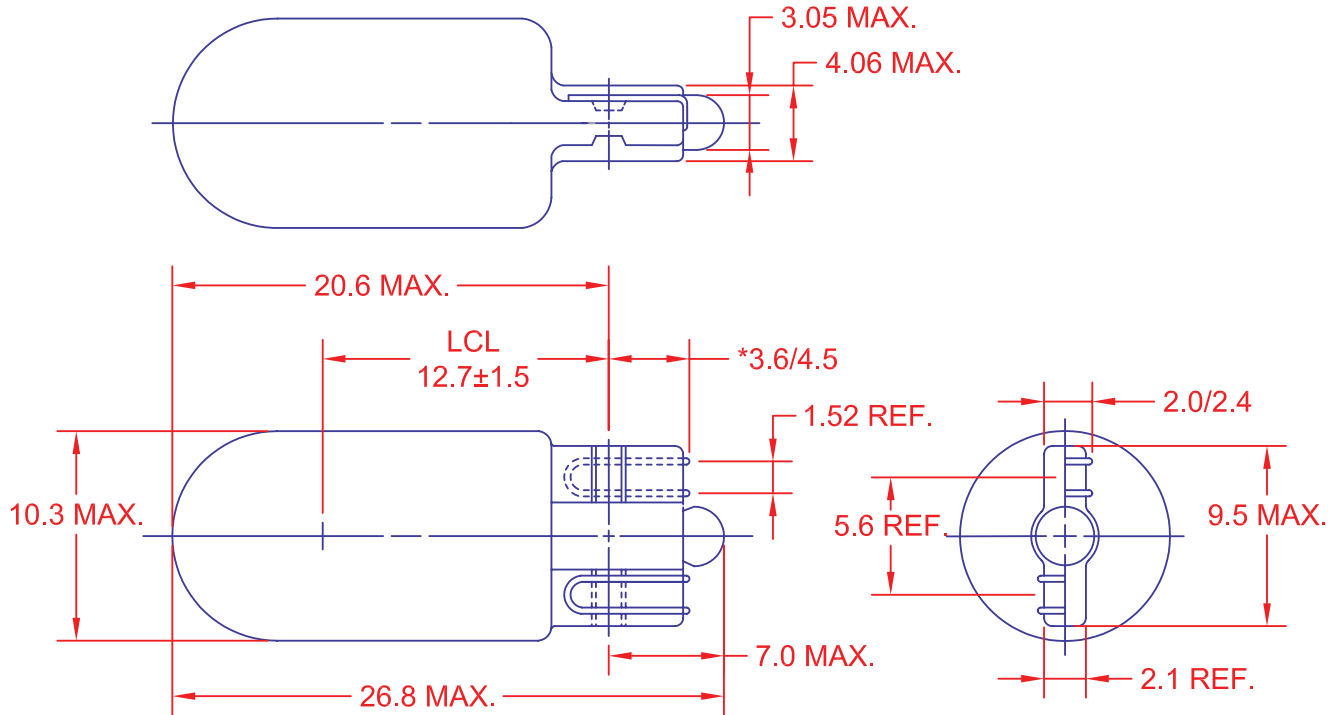 3.05 MAX.
4.06 MAX.
20.6 MAX.
LCL
12.7±1.5
*3.6/4.5
1.52 REF.
2.0/2.4
10.3 MAX.
5.6 REF.
9.5 MAX.
7.0 MAX.
26.8 MAX.
2.1 REF.